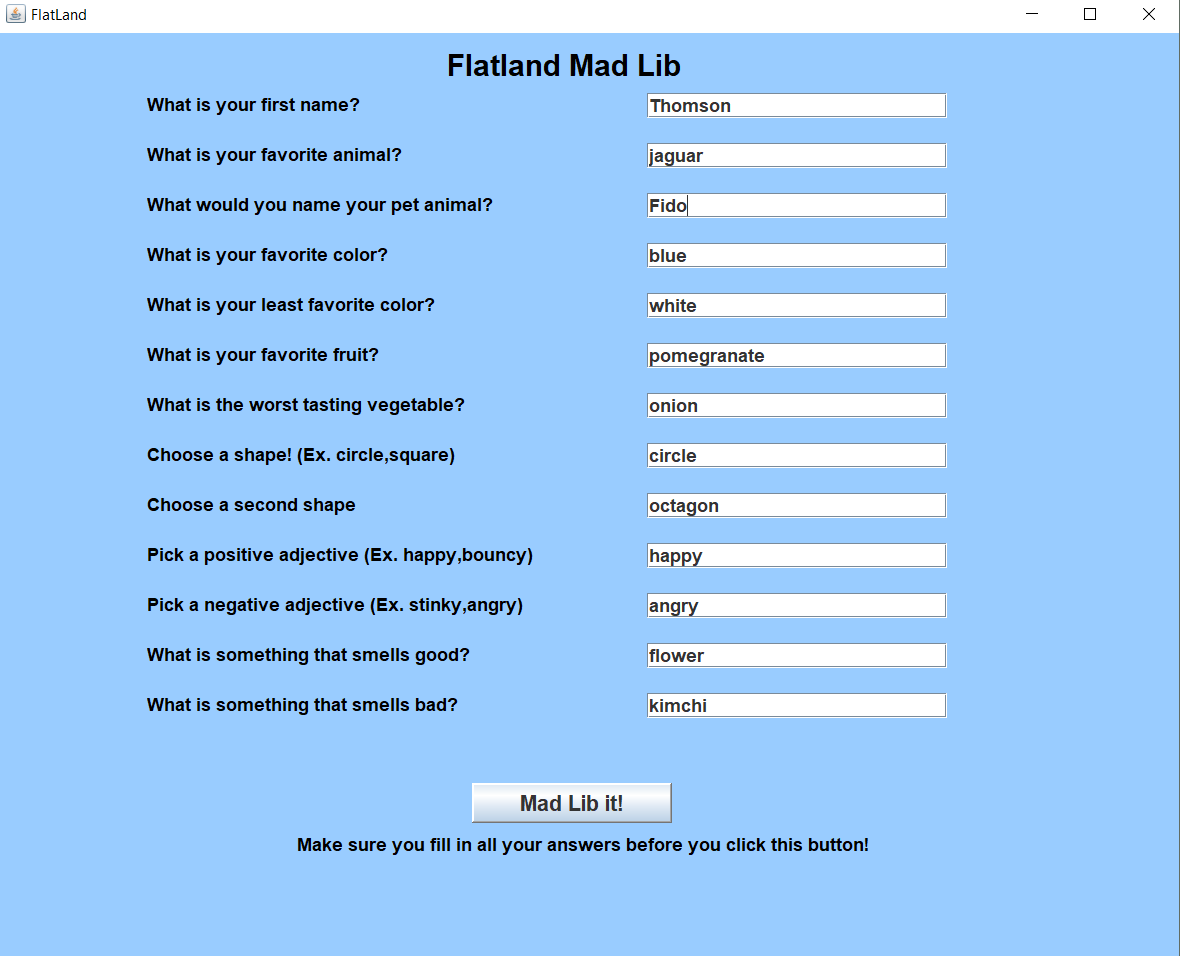 FlatLand
Flatland Mad Lib
What is your first name? Thomson
What is your favorite animal? jaguar
What would you name your pet animal? Fido
What is your favorite color? blue
What is your least favorite color? white
What is your favorite fruit? pomegranate
What is the worst tasting vegetable? onion
Choose a shape! (Ex. circle,square) circle
Choose a second shape octagon
Pick a positive adjective (Ex. happy,bouncy) happy
Pick a negative adjective (Ex. stinky,angry) angry
What is something that smells good? flower
What is something that smells bad? kimchi
Mad Lib it!
Make sure you fill in all your answers before you click this button!